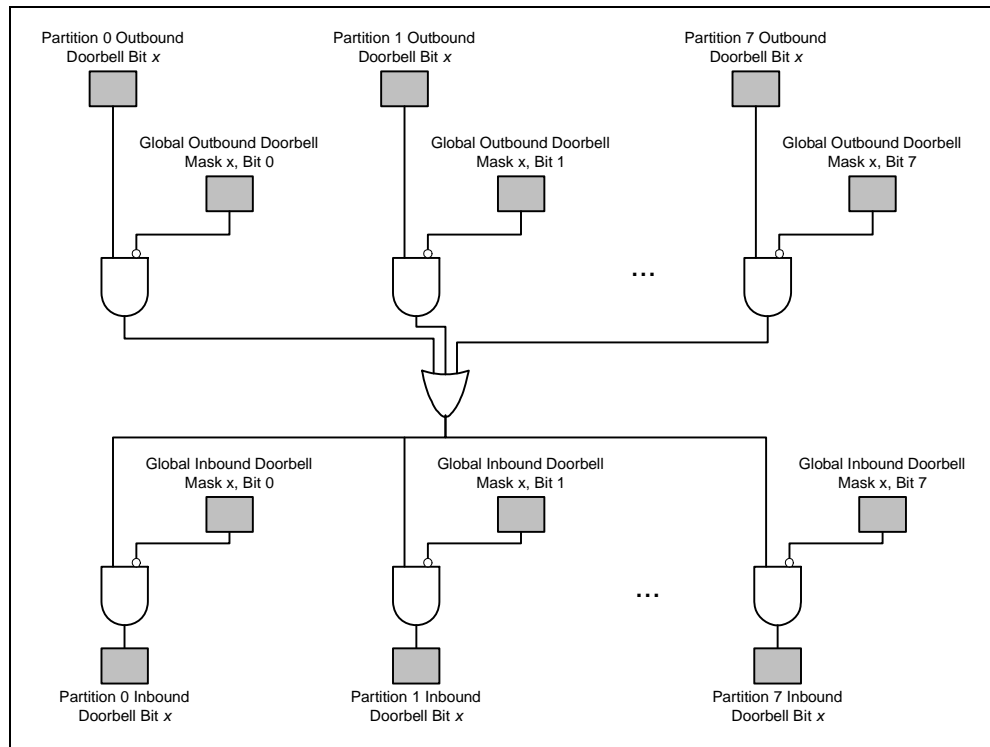 Partition 0 Outbound
Doorbell Bit x
Partition 1 Outbound
Doorbell Bit x
Partition 7 Outbound
Doorbell Bit x
Global Outbound Doorbell
Mask x, Bit 0
Global Outbound Doorbell
Mask x, Bit 1
Global Outbound Doorbell
Mask x, Bit 7
...
Global Inbound Doorbell
Mask x, Bit 0
Global Inbound Doorbell
Mask x, Bit 1
Global Inbound Doorbell
Mask x, Bit 7
...
Partition 0 Inbound
Doorbell Bit x
Partition 1 Inbound
Doorbell Bit x
Partition 7 Inbound
Doorbell Bit x